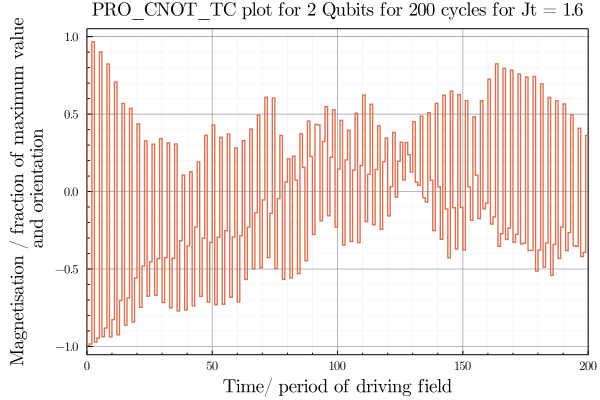 PRO_CNOT_TC plot for 2 Qubits for 200 cycles for Jt = 1.6
Magnetisation / fraction of maximum value
and orientation
1.0
0.5
0.0
−0.5
−1.0
0 50 100 150 200
Time/ period of driving field